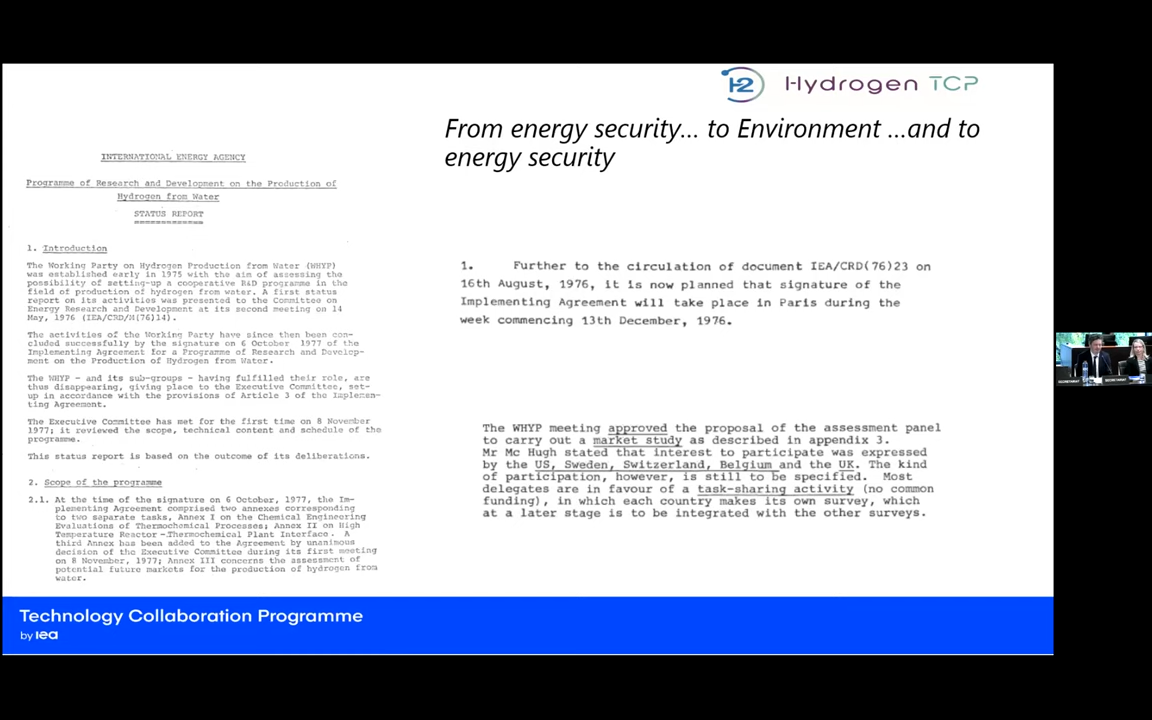 H2 Hydrogen TCP
From energy security... to Environment ...and to
energy security
INTERNATIONAL ENERGY AGENCY
Programme of Research and Development on the Production of
Hydrogen from Water
STATUS REPORT
1. Introduction
The Working Party on Hydrogen Production from Water (WHYP)
was established early in 1975 with the aim of assessing the
possibility of setting-up a cooperative R&D programme in the
field of production of hydrogen from water. A first status
report on its activities was presented to the Committee on
Energy Research and Development at its second meeting on 14
May, 1976 (IEA/CRD/M(76)14).
The activities of the Working Party have since then been con-
cluded successfully by the signature on 6 October 1977 of the
Implementing Agreement for a Programme of Research and Develop-
ment on the Production of Hydrogen from Water.
The WHYP - and its sub-groups - having fulfilled their role, are
thus disappearing, giving place to the Executive Committee, set-
up in accordance with the provisions of Article 3 of the Implemen-
ting Agreement.
The Executive Committee has met for the first time on 8 November
1977; it reviewed the scope, technical content and schedule of the
programme.
This status report is based on the outcome of its deliberations.
2. Scope of the programme
2.1. At the time of the signature on 6 October, 1977, the Im-
plementing Agreement comprised two annexes corresponding
to two separate tasks, Annex I on the Chemical Engineering
Evaluations of Thermochemical Processes; Annex II on High
Temperature Reactor - Thermochemical Plant Interface. A
third Annex has been added to the Agreement by unanimous
decision of the Executive Committee during its first meeting
on 8 November, 1977; Annex III concerns the assessment of
potential future markets for the production of hydrogen from
water.
1. Further to the circulation of document IEA/CRD(76)23 on
16th August, 1976, it is now planned that signature of the
Implementing Agreement will take place in Paris during the
week commencing 13th December, 1976.
The WHYP meeting approved the proposal of the assessment panel
to carry out a market study as described in appendix 3.
Mr Mc Hugh stated that interest to participate was expressed
by the US, Sweden, Switzerland, Belgium and the UK. The kind
of participation, however, is still to be specified. Most
delegates are in favour of a task-sharing activity (no common
funding), in which each country makes its own survey, which
at a later stage is to be integrated with the other surveys.
Technology Collaboration Programme
by iea
SECRETARIAT
SECRETARIAT